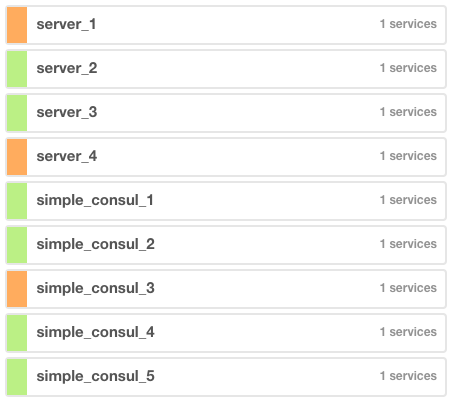 server_1 1 services
server_2 1 services
server_3 1 services
server_4 1 services
simple_consul_1 1 services
simple_consul_2 1 services
simple_consul_3 1 services
simple_consul_4 1 services
simple_consul_5 1 services